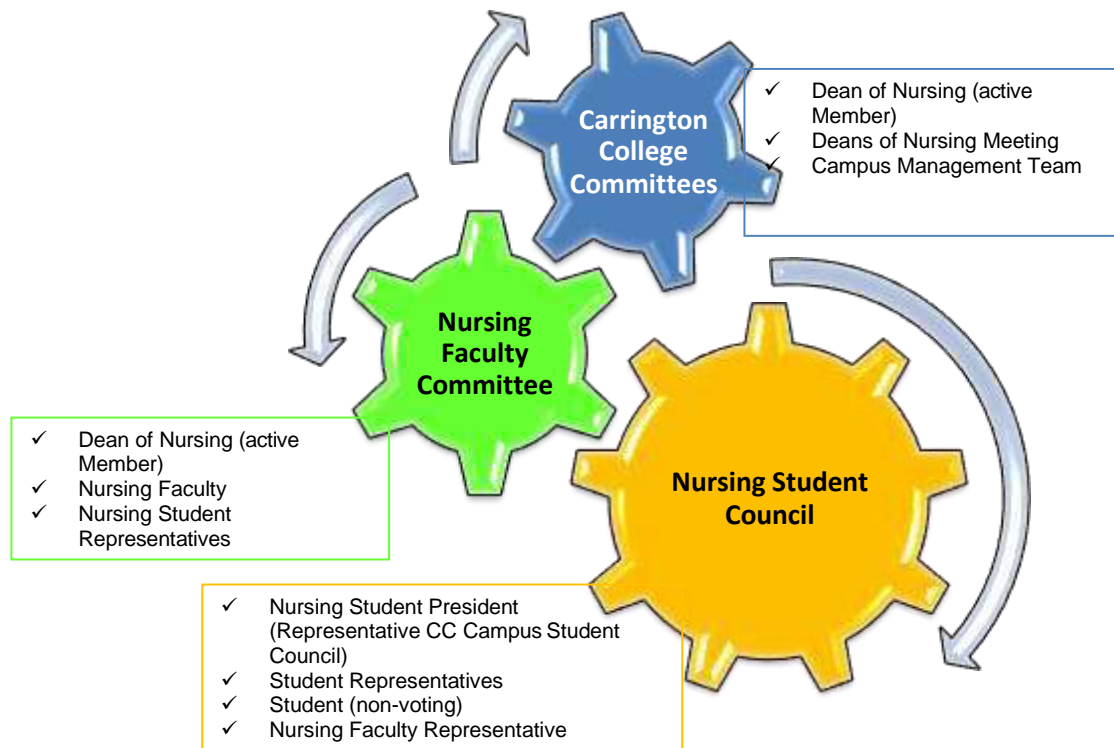 Carrington
College
Committees
✓ Dean of Nursing (active
Member)
✓ Deans of Nursing Meeting
✓ Campus Management Team
Nursing
Faculty
Committee
✓ Dean of Nursing (active
Member)
✓ Nursing Faculty
✓ Nursing Student
Representatives
Nursing Student
Council
✓ Nursing Student President
(Representative CC Campus Student
Council)
✓ Student Representatives
✓ Student (non-voting)
✓ Nursing Faculty Representative